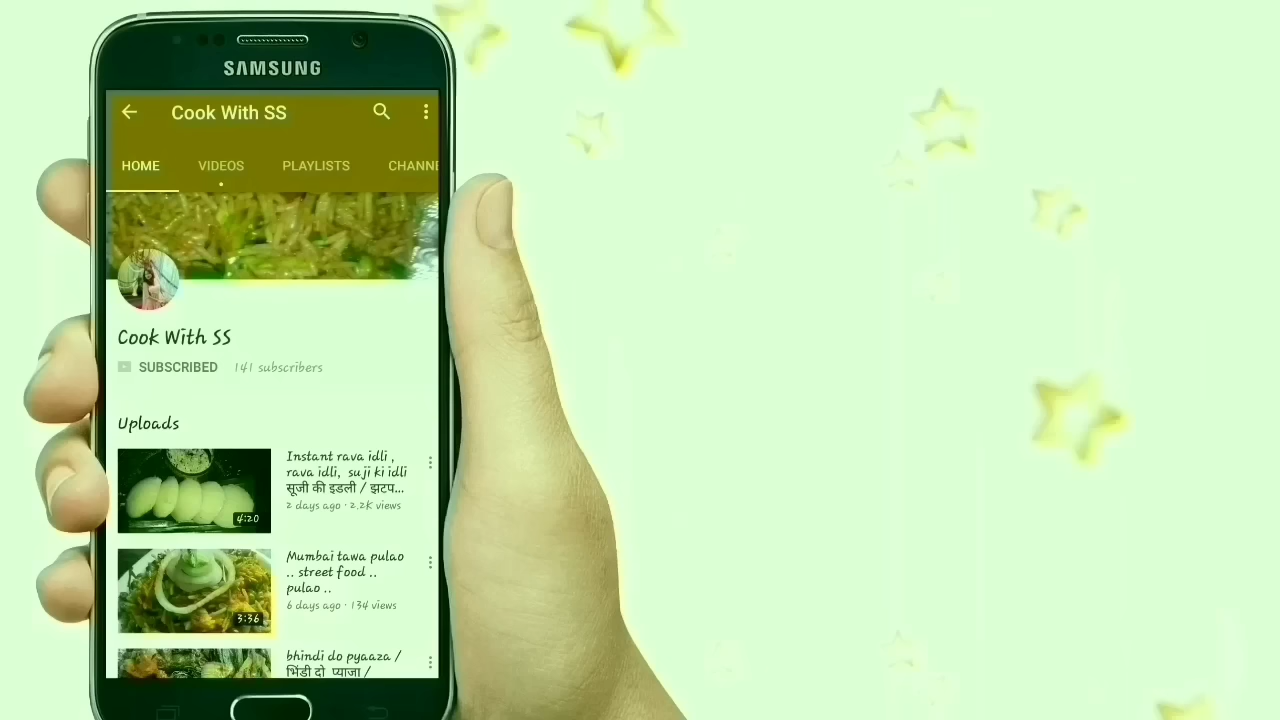 SAMSUNG
Cook With SS
HOME VIDEOS PLAYLISTS CHANNE
Cook With SS
SUBSCRIBED 141 subscribers
Uploads
Instant rava idli ,
rava idli, suji ki idli
सूजी की इडली / झटप...
2 days ago · 2.2K views
4:20
Mumbai tawa pulao
.. street food ..
pulao ..
6 days ago · 134 views
3:36
bhindi do pyaaza /
भिंडी दो प्याजा /